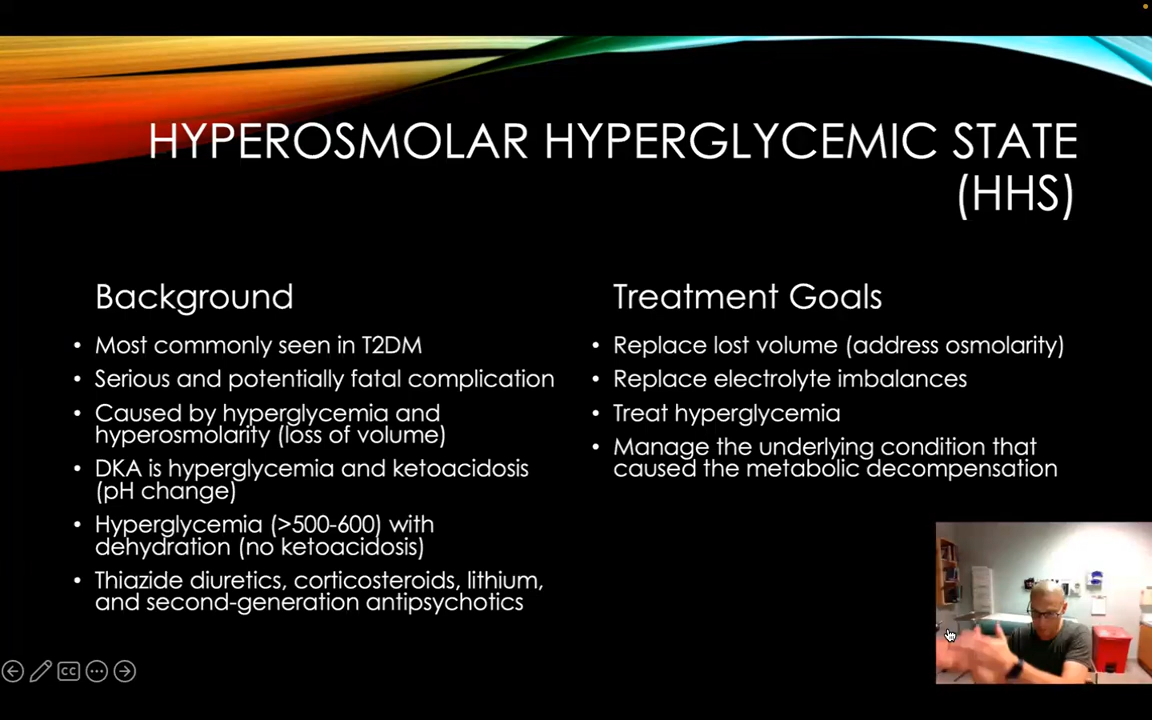 HYPEROSMOLAR HYPERGLYCEMIC STATE
(HHS)
Background
• Most commonly seen in T2DM
• Serious and potentially fatal complication
• Caused by hyperglycemia and
hyperosmolarity (loss of volume)
• DKA is hyperglycemia and ketoacidosis
(pH change)
• Hyperglycemia (>500-600) with
dehydration (no ketoacidosis)
• Thiazide diuretics, corticosteroids, lithium,
and second-generation antipsychotics
Treatment Goals
• Replace lost volume (address osmolarity)
• Replace electrolyte imbalances
• Treat hyperglycemia
• Manage the underlying condition that
caused the metabolic decompensation
CC